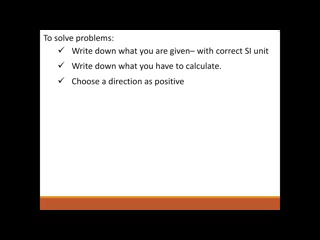 To solve problems:
✓ Write down what you are given– with correct SI unit
✓ Write down what you have to calculate.
✓ Choose a direction as positive